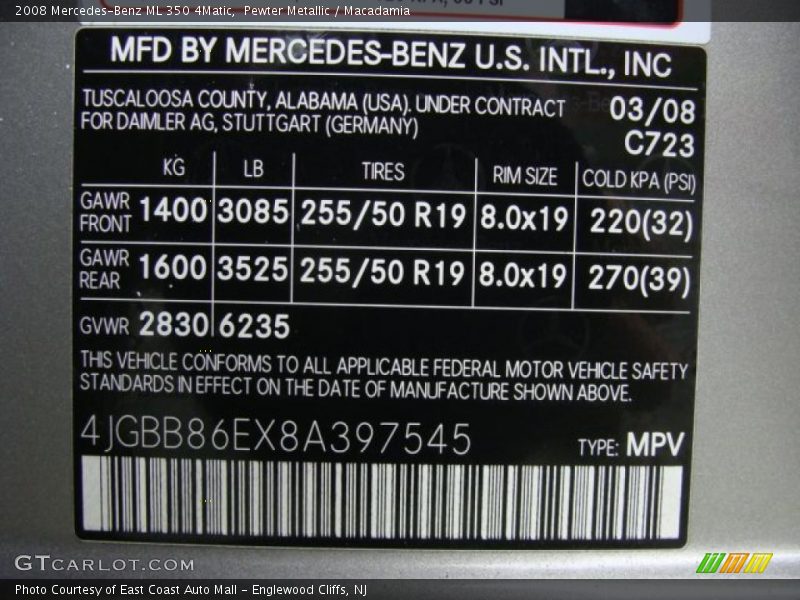 2008 Mercedes-Benz ML 350 4Matic, Pewter Metallic / Macadamia
MFD BY MERCEDES-BENZ U.S. INTL., INC
TUSCALOOSA COUNTY, ALABAMA (USA). UNDER CONTRACT 03/08
FOR DAIMLER AG, STUTTGART (GERMANY) C723
KG LB TIRES RIM SIZE COLD KPA (PSI)
GAWR FRONT 1400 3085 255/50 R19 8.0x19 220(32)
GAWR REAR 1600 3525 255/50 R19 8.0x19 270(39)
GVWR 2830 6235
THIS VEHICLE CONFORMS TO ALL APPLICABLE FEDERAL MOTOR VEHICLE SAFETY
STANDARDS IN EFFECT ON THE DATE OF MANUFACTURE SHOWN ABOVE.
4JGBB86EX8A397545 TYPE: MPV
GTCARLOT.COM
Photo Courtesy of East Coast Auto Mall - Englewood Cliffs, NJ